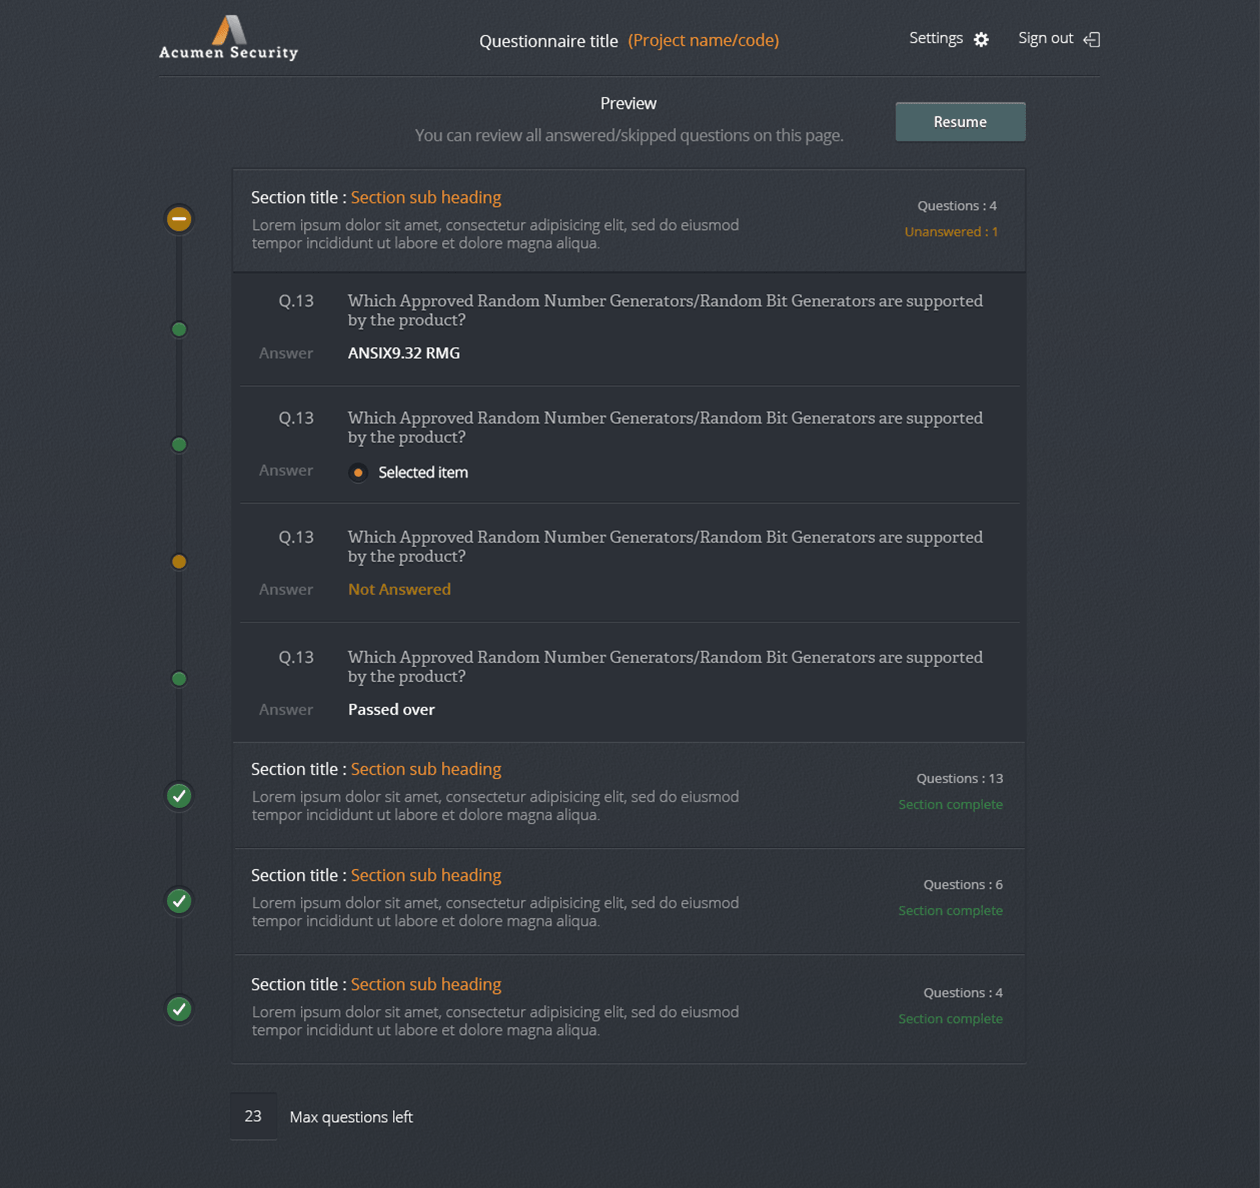 Acumen Security
Questionnaire title (Project name/code)
Settings
Sign out
Preview
You can review all answered/skipped questions on this page.
Resume
Section title : Section sub heading
Lorem ipsum dolor sit amet, consectetur adipisicing elit, sed do eiusmod
tempor incididunt ut labore et dolore magna aliqua.
Questions : 4
Unanswered : 1
Q.13 Which Approved Random Number Generators/Random Bit Generators are supported
by the product?
Answer ANSIX9.32 RMG
Q.13 Which Approved Random Number Generators/Random Bit Generators are supported
by the product?
Answer Selected item
Q.13 Which Approved Random Number Generators/Random Bit Generators are supported
by the product?
Answer Not Answered
Q.13 Which Approved Random Number Generators/Random Bit Generators are supported
by the product?
Answer Passed over
Section title : Section sub heading
Lorem ipsum dolor sit amet, consectetur adipisicing elit, sed do eiusmod
tempor incididunt ut labore et dolore magna aliqua.
Questions : 13
Section complete
Section title : Section sub heading
Lorem ipsum dolor sit amet, consectetur adipisicing elit, sed do eiusmod
tempor incididunt ut labore et dolore magna aliqua.
Questions : 6
Section complete
Section title : Section sub heading
Lorem ipsum dolor sit amet, consectetur adipisicing elit, sed do eiusmod
tempor incididunt ut labore et dolore magna aliqua.
Questions : 4
Section complete
23 Max questions left